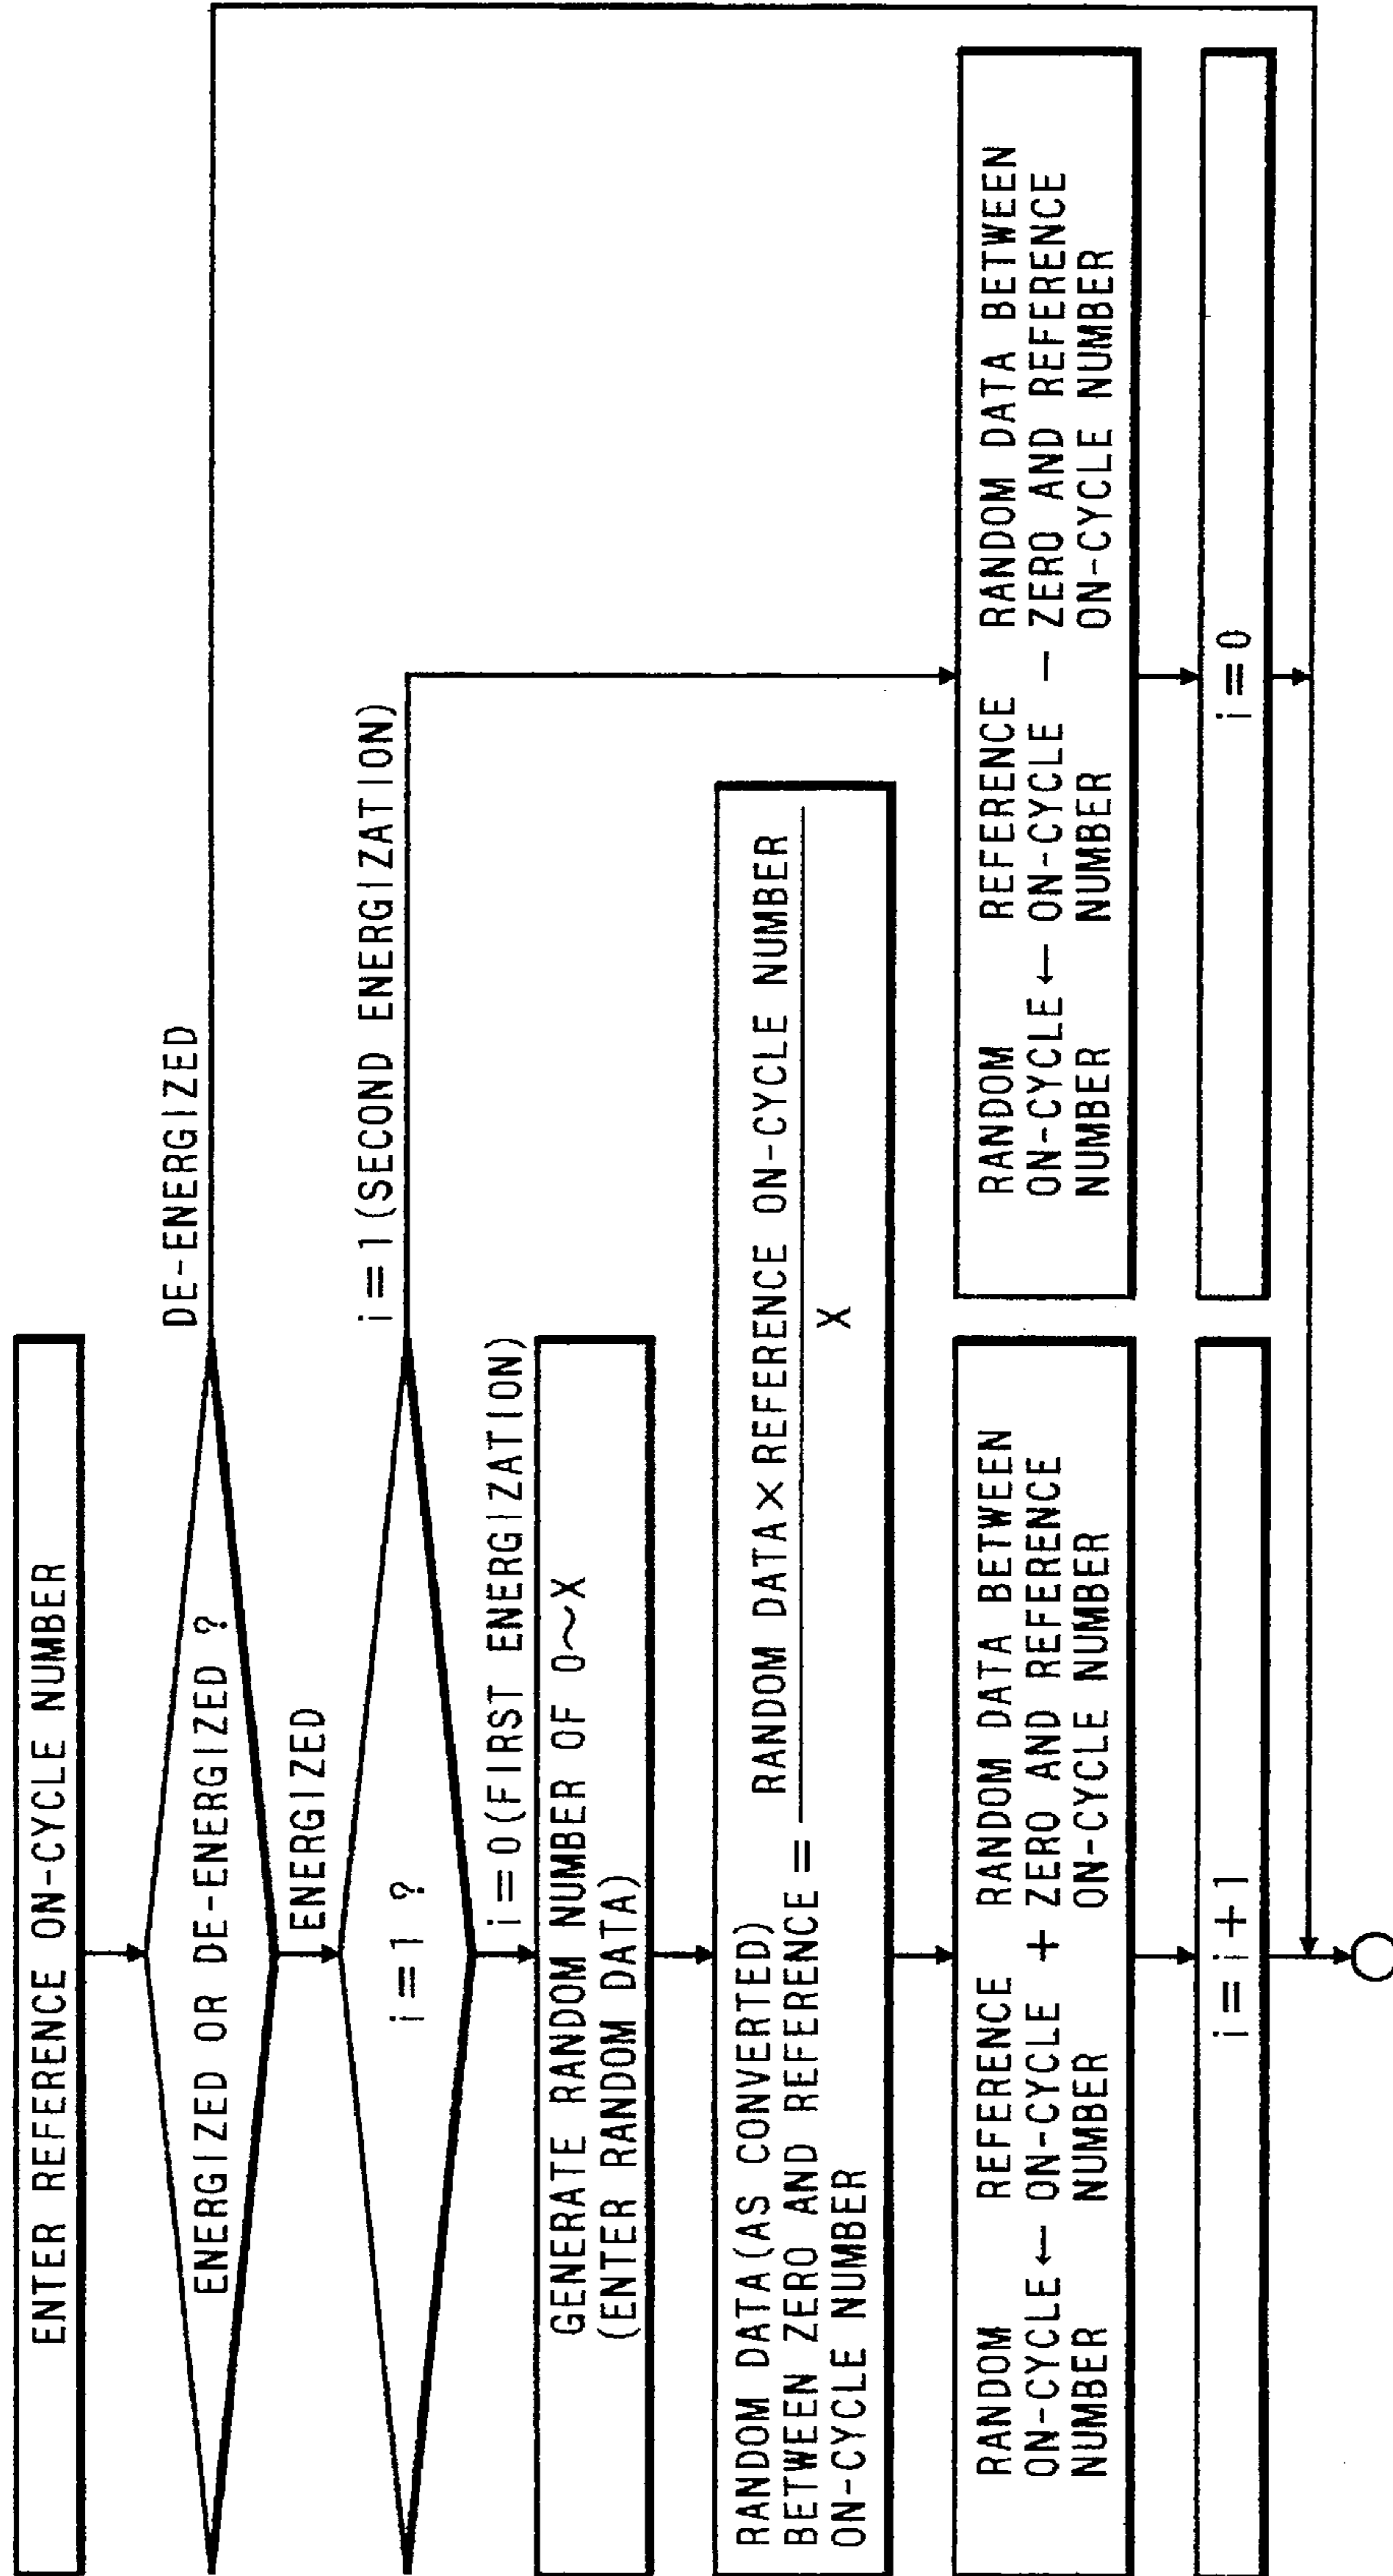 ENTER REFERENCE ON-CYCLE NUMBER
ENERGIZED OR DE-ENERGIZED ?
DE-ENERGIZED
ENERGIZED
i = 1 ?
i = 1 (SECOND ENERGIZATION)
i = 0 (FIRST ENERGIZATION)
GENERATE RANDOM NUMBER OF 0~X
(ENTER RANDOM DATA)
RANDOM DATA (AS CONVERTED)
BETWEEN ZERO AND REFERENCE =
ON-CYCLE NUMBER
RANDOM DATA × REFERENCE ON-CYCLE NUMBER
X
RANDOM REFERENCE RANDOM DATA BETWEEN
ON-CYCLE ← ON-CYCLE + ZERO AND REFERENCE
NUMBER NUMBER ON-CYCLE NUMBER
i = i + 1
RANDOM REFERENCE RANDOM DATA BETWEEN
ON-CYCLE ← ON-CYCLE − ZERO AND REFERENCE
NUMBER NUMBER ON-CYCLE NUMBER
i = 0